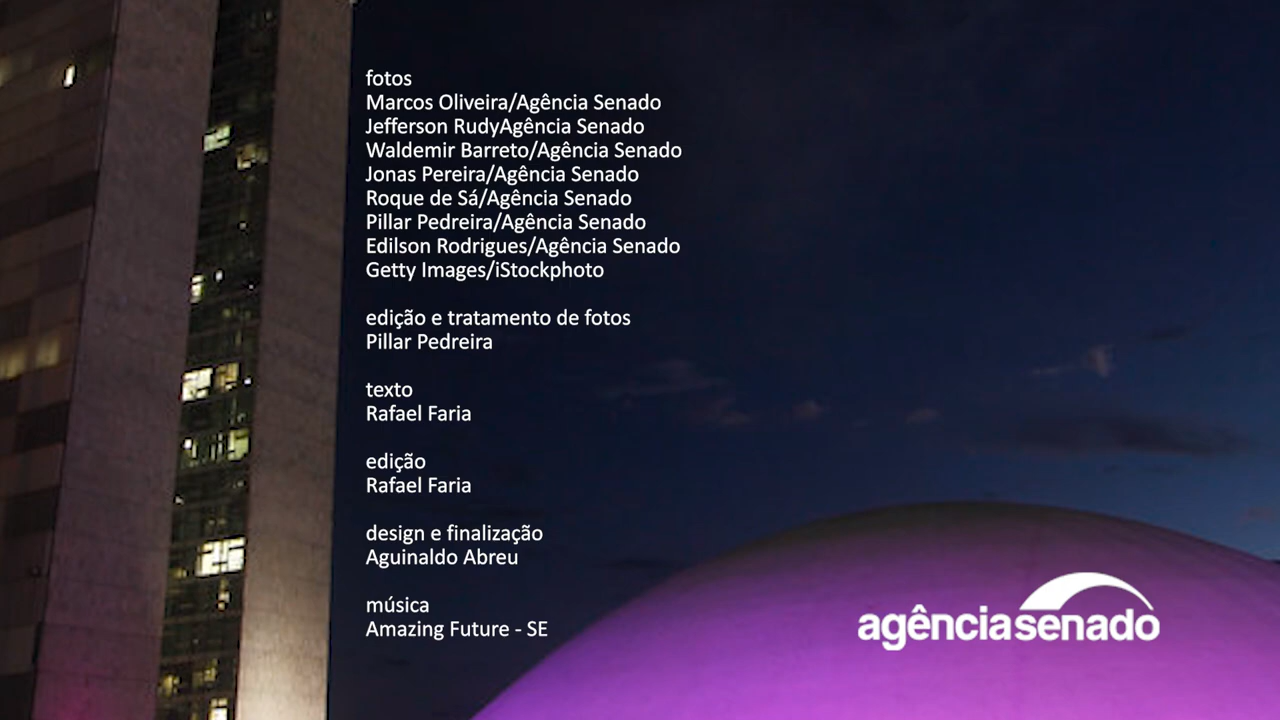 fotos
Marcos Oliveira/Agência Senado
Jefferson RudyAgência Senado
Waldemir Barreto/Agência Senado
Jonas Pereira/Agência Senado
Roque de Sá/Agência Senado
Pillar Pedreira/Agência Senado
Edilson Rodrigues/Agência Senado
Getty Images/iStockphoto
edição e tratamento de fotos
Pillar Pedreira
texto
Rafael Faria
edição
Rafael Faria
design e finalização
Aguinaldo Abreu
música
Amazing Future - SE
agênciasenado